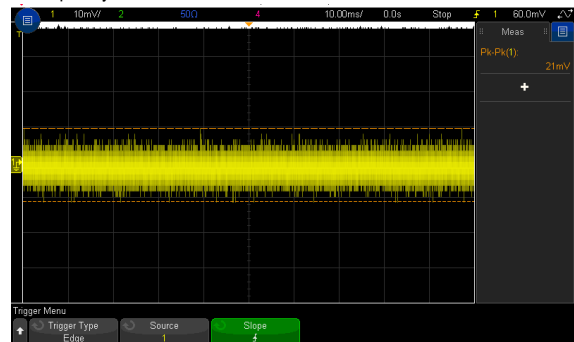 1 10mV/ 2 50Ω 4 10.00ms/ 0.0s Stop 1 60.0mV
T
Meas
Pk-Pk(1):
21mV
+
1
Trigger Menu
Trigger Type Source Slope
Edge 1